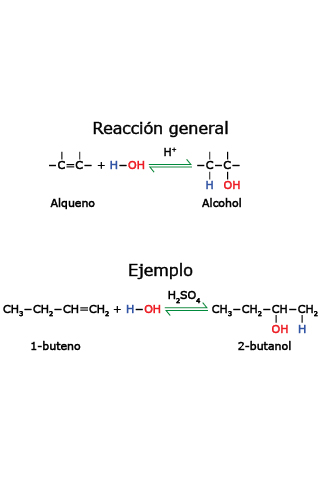 Reacción general
H⁺
—C=C— + H—OH ⇌ —C—C—
H OH
Alqueno Alcohol
Ejemplo
H₂SO₄
CH₃—CH₂—CH=CH₂ + H—OH ⇌ CH₃—CH₂—CH—CH₂
OH H
1-buteno 2-butanol